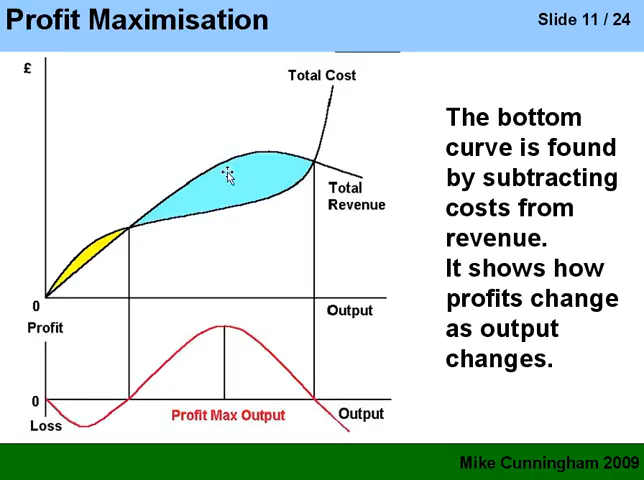 Profit Maximisation
Slide 11 / 24
£
Total Cost
Total
Revenue
0
Output
Profit
0
Loss
Profit Max Output
Output
The bottom
curve is found
by subtracting
costs from
revenue.
It shows how
profits change
as output
changes.
Mike Cunningham 2009